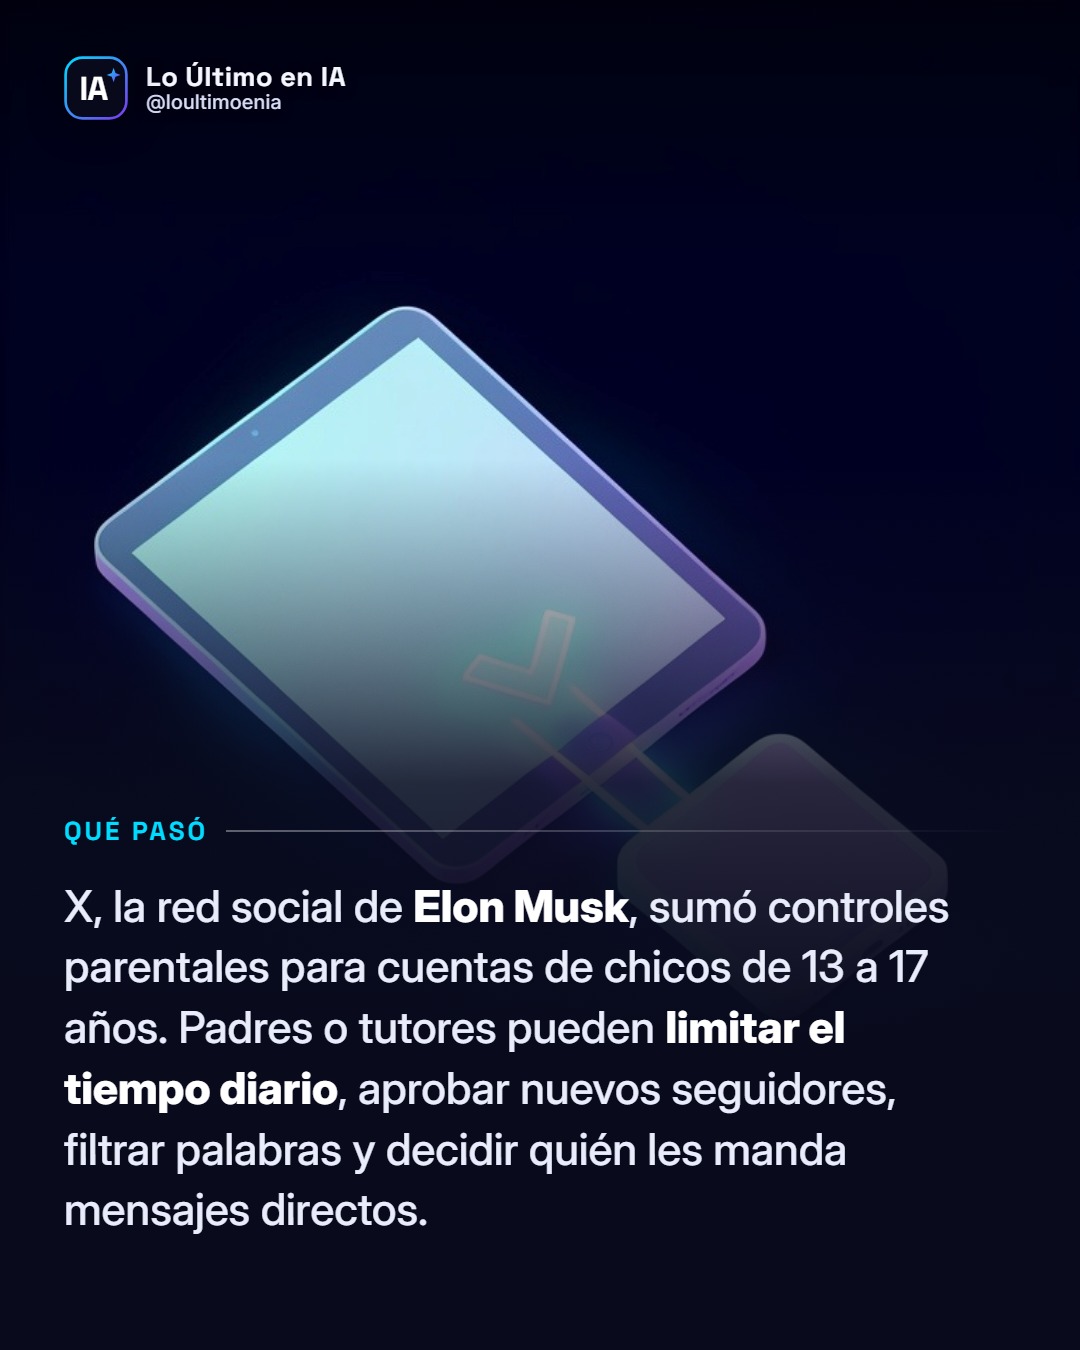 IA
Lo Último en IA
@loultimoenia
QUÉ PASÓ
X, la red social de Elon Musk, sumó controles
parentales para cuentas de chicos de 13 a 17
años. Padres o tutores pueden limitar el
tiempo diario, aprobar nuevos seguidores,
filtrar palabras y decidir quién les manda
mensajes directos.